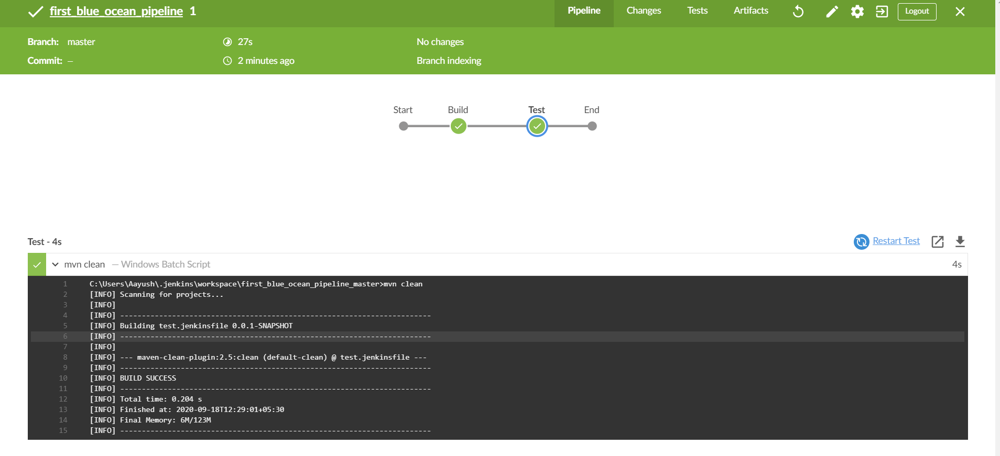 first_blue_ocean_pipeline 1
Pipeline Changes Tests Artifacts Logout
Branch: master 27s No changes
Commit: – 2 minutes ago Branch indexing
Start Build Test End
Test - 4s Restart Test
mvn clean — Windows Batch Script 4s
1 C:\Users\Aayush\.jenkins\workspace\first_blue_ocean_pipeline_master>mvn clean
2 [INFO] Scanning for projects...
3 [INFO]
4 [INFO] ------------------------------------------------------------------------
5 [INFO] Building test.jenkinsfile 0.0.1-SNAPSHOT
6 [INFO] ------------------------------------------------------------------------
7 [INFO]
8 [INFO] --- maven-clean-plugin:2.5:clean (default-clean) @ test.jenkinsfile ---
9 [INFO] ------------------------------------------------------------------------
10 [INFO] BUILD SUCCESS
11 [INFO] ------------------------------------------------------------------------
12 [INFO] Total time: 0.204 s
13 [INFO] Finished at: 2020-09-18T12:29:01+05:30
14 [INFO] Final Memory: 6M/123M
15 [INFO] ------------------------------------------------------------------------